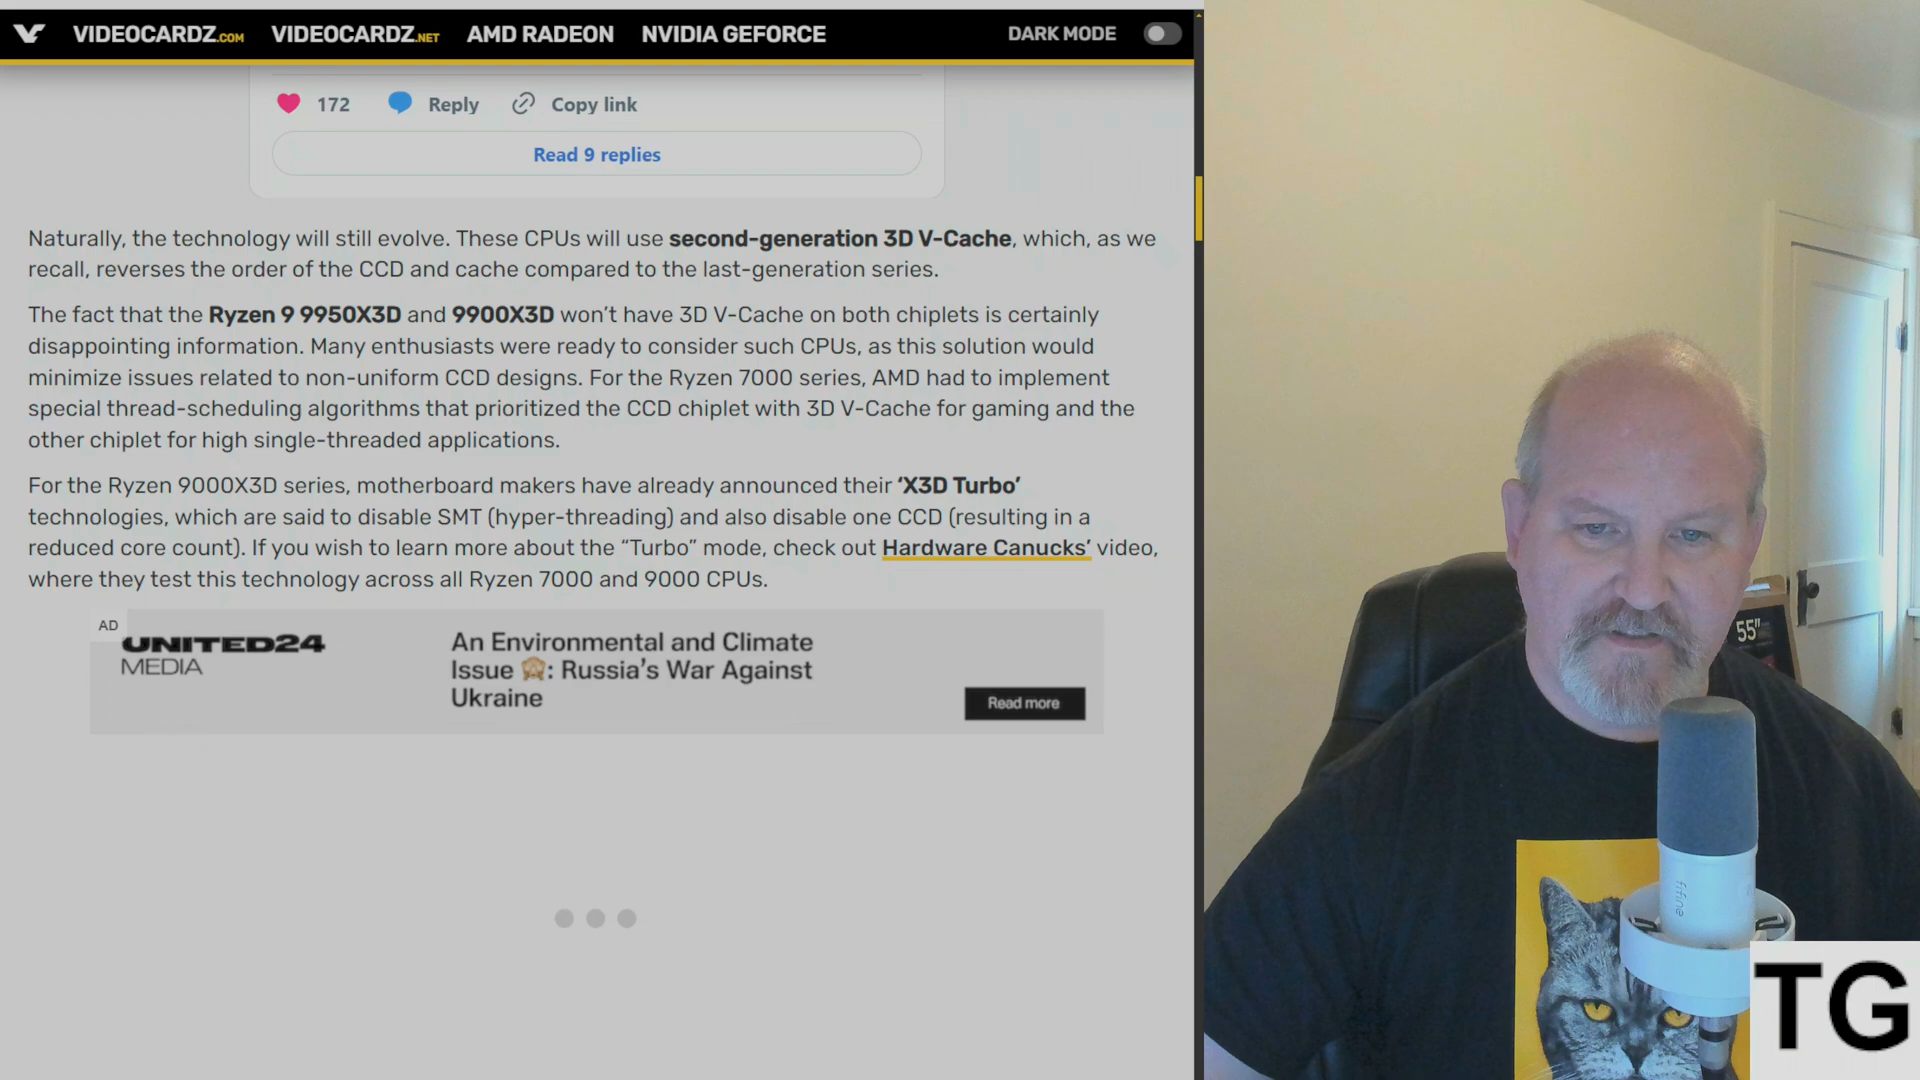 VIDEOCARDZ.COM VIDEOCARDZ.NET AMD RADEON NVIDIA GEFORCE DARK MODE
172 Reply Copy link
Read 9 replies
Naturally, the technology will still evolve. These CPUs will use second-generation 3D V-Cache, which, as we
recall, reverses the order of the CCD and cache compared to the last-generation series.
The fact that the Ryzen 9 9950X3D and 9900X3D won’t have 3D V-Cache on both chiplets is certainly
disappointing information. Many enthusiasts were ready to consider such CPUs, as this solution would
minimize issues related to non-uniform CCD designs. For the Ryzen 7000 series, AMD had to implement
special thread-scheduling algorithms that prioritized the CCD chiplet with 3D V-Cache for gaming and the
other chiplet for high single-threaded applications.
For the Ryzen 9000X3D series, motherboard makers have already announced their ‘X3D Turbo’
technologies, which are said to disable SMT (hyper-threading) and also disable one CCD (resulting in a
reduced core count). If you wish to learn more about the “Turbo” mode, check out Hardware Canucks’ video,
where they test this technology across all Ryzen 7000 and 9000 CPUs.
AD
UNITED24
MEDIA
An Environmental and Climate
Issue 🙈: Russia’s War Against
Ukraine
Read more
55"
fifine
TG